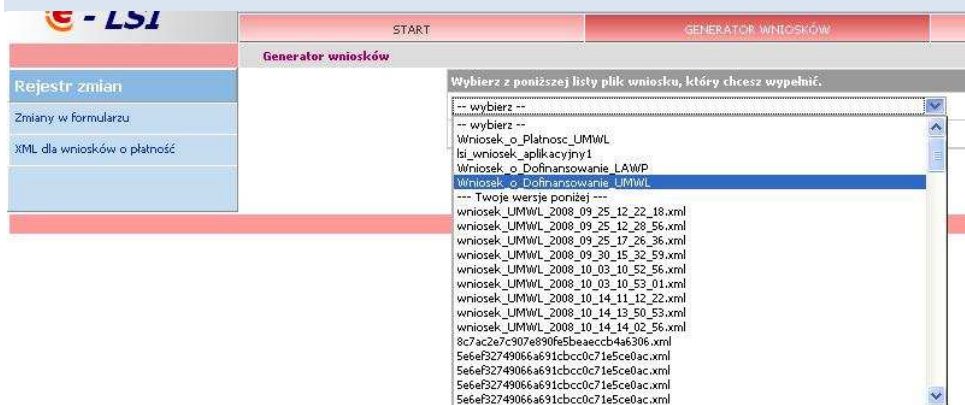 e - LSI
START
GENERATOR WNIOSKÓW
Generator wniosków
Rejestr zmian
Zmiany w formularzu
XML dla wniosków o płatność
Wybierz z poniższej listy plik wniosku, który chcesz wypełnić.
-- wybierz --
-- wybierz --
Wniosek_o_Platnosc_UMWL
lsi_wniosek_aplikacyjny1
Wniosek_o_Dofinansowanie_LAWP
Wniosek_o_Dofinansowanie_UMWL
--- Twoje wersje poniżej ---
wniosek_UMWL_2008_09_25_12_22_18.xml
wniosek_UMWL_2008_09_25_12_28_56.xml
wniosek_UMWL_2008_09_25_17_26_36.xml
wniosek_UMWL_2008_09_30_15_32_59.xml
wniosek_UMWL_2008_10_03_10_52_56.xml
wniosek_UMWL_2008_10_03_10_53_01.xml
wniosek_UMWL_2008_10_14_11_12_22.xml
wniosek_UMWL_2008_10_14_13_50_53.xml
wniosek_UMWL_2008_10_14_14_02_56.xml
8c7ac2e7c907e890fe5beaeccb4a6306.xml
5e6ef32749066a691cbcc0c71e5ce0ac.xml
5e6ef32749066a691cbcc0c71e5ce0ac.xml
5e6ef32749066a691cbcc0c71e5ce0ac.xml
5e6ef32749066a691cbcc0c71e5ce0ac.xml